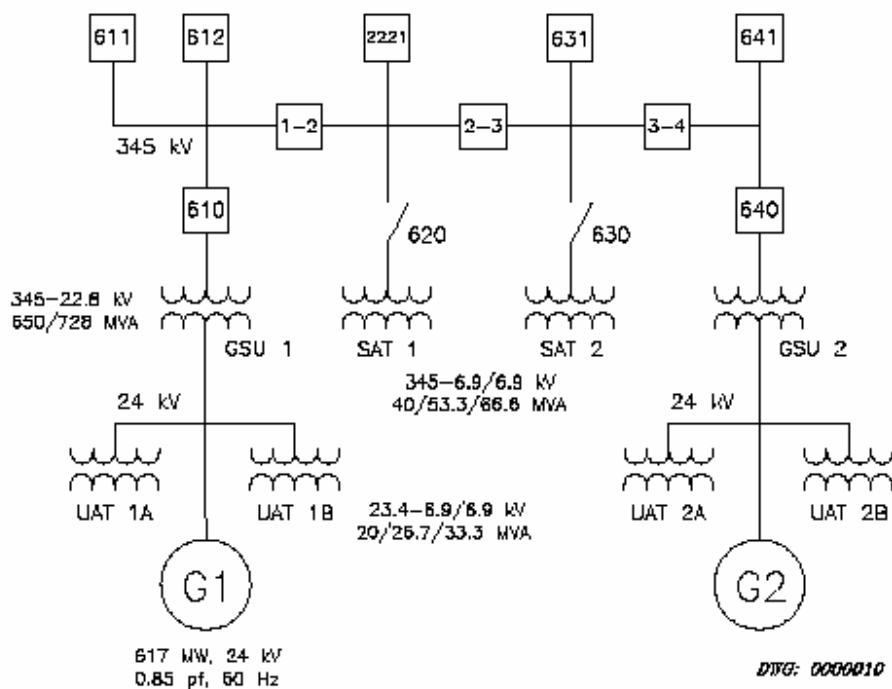 611
612
2221
631
641
1-2
2-3
3-4
345 kV
610
620
630
640
345-22.8 kV
650/728 MVA
GSU 1
SAT 1
SAT 2
GSU 2
345-6.9/6.9 kV
40/53.3/66.6 MVA
24 kV
24 kV
UAT 1A
UAT 1B
23.4-6.9/6.9 kV
20/26.7/33.3 MVA
UAT 2A
UAT 2B
G1
G2
617 MW, 24 kV
0.85 pf, 60 Hz
DWG: 0000010